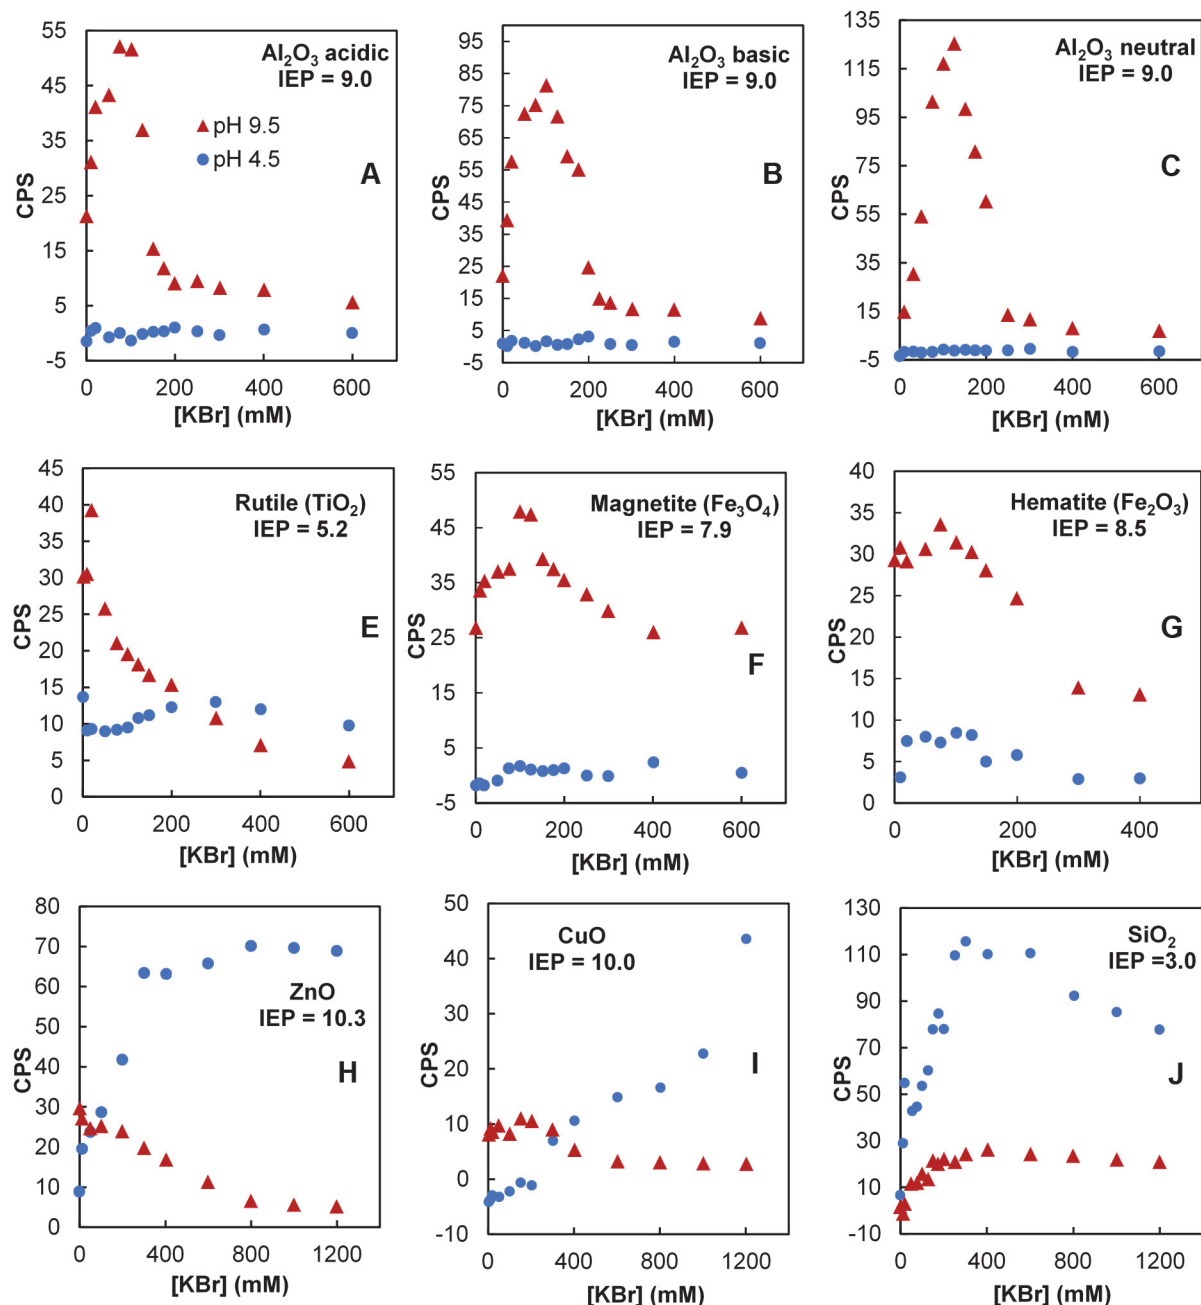 Al₂O₃ acidic
IEP = 9.0
pH 9.5
pH 4.5
A
CPS
55
45
35
25
15
5
-5
0 200 400 600
[KBr] (mM)
Al₂O₃ basic
IEP = 9.0
B
CPS
95
85
75
65
55
45
35
25
15
5
-5
0 200 400 600
[KBr] (mM)
Al₂O₃ neutral
IEP = 9.0
C
CPS
135
115
95
75
55
35
15
-5
0 200 400 600
[KBr] (mM)
Rutile (TiO₂)
IEP = 5.2
E
CPS
45
40
35
30
25
20
15
10
5
0
0 200 400 600
[KBr] (mM)
Magnetite (Fe₃O₄)
IEP = 7.9
F
CPS
55
45
35
25
15
5
-5
0 200 400 600
[KBr] (mM)
Hematite (Fe₂O₃)
IEP = 8.5
G
CPS
40
35
30
25
20
15
10
5
0
0 200 400
[KBr] (mM)
ZnO
IEP = 10.3
H
CPS
80
70
60
50
40
30
20
10
0
0 400 800 1200
[KBr] (mM)
CuO
IEP = 10.0
I
CPS
50
40
30
20
10
0
-10
0 400 800 1200
[KBr] (mM)
SiO₂
IEP =3.0
J
CPS
130
110
90
70
50
30
10
-10
0 400 800 1200
[KBr] (mM)